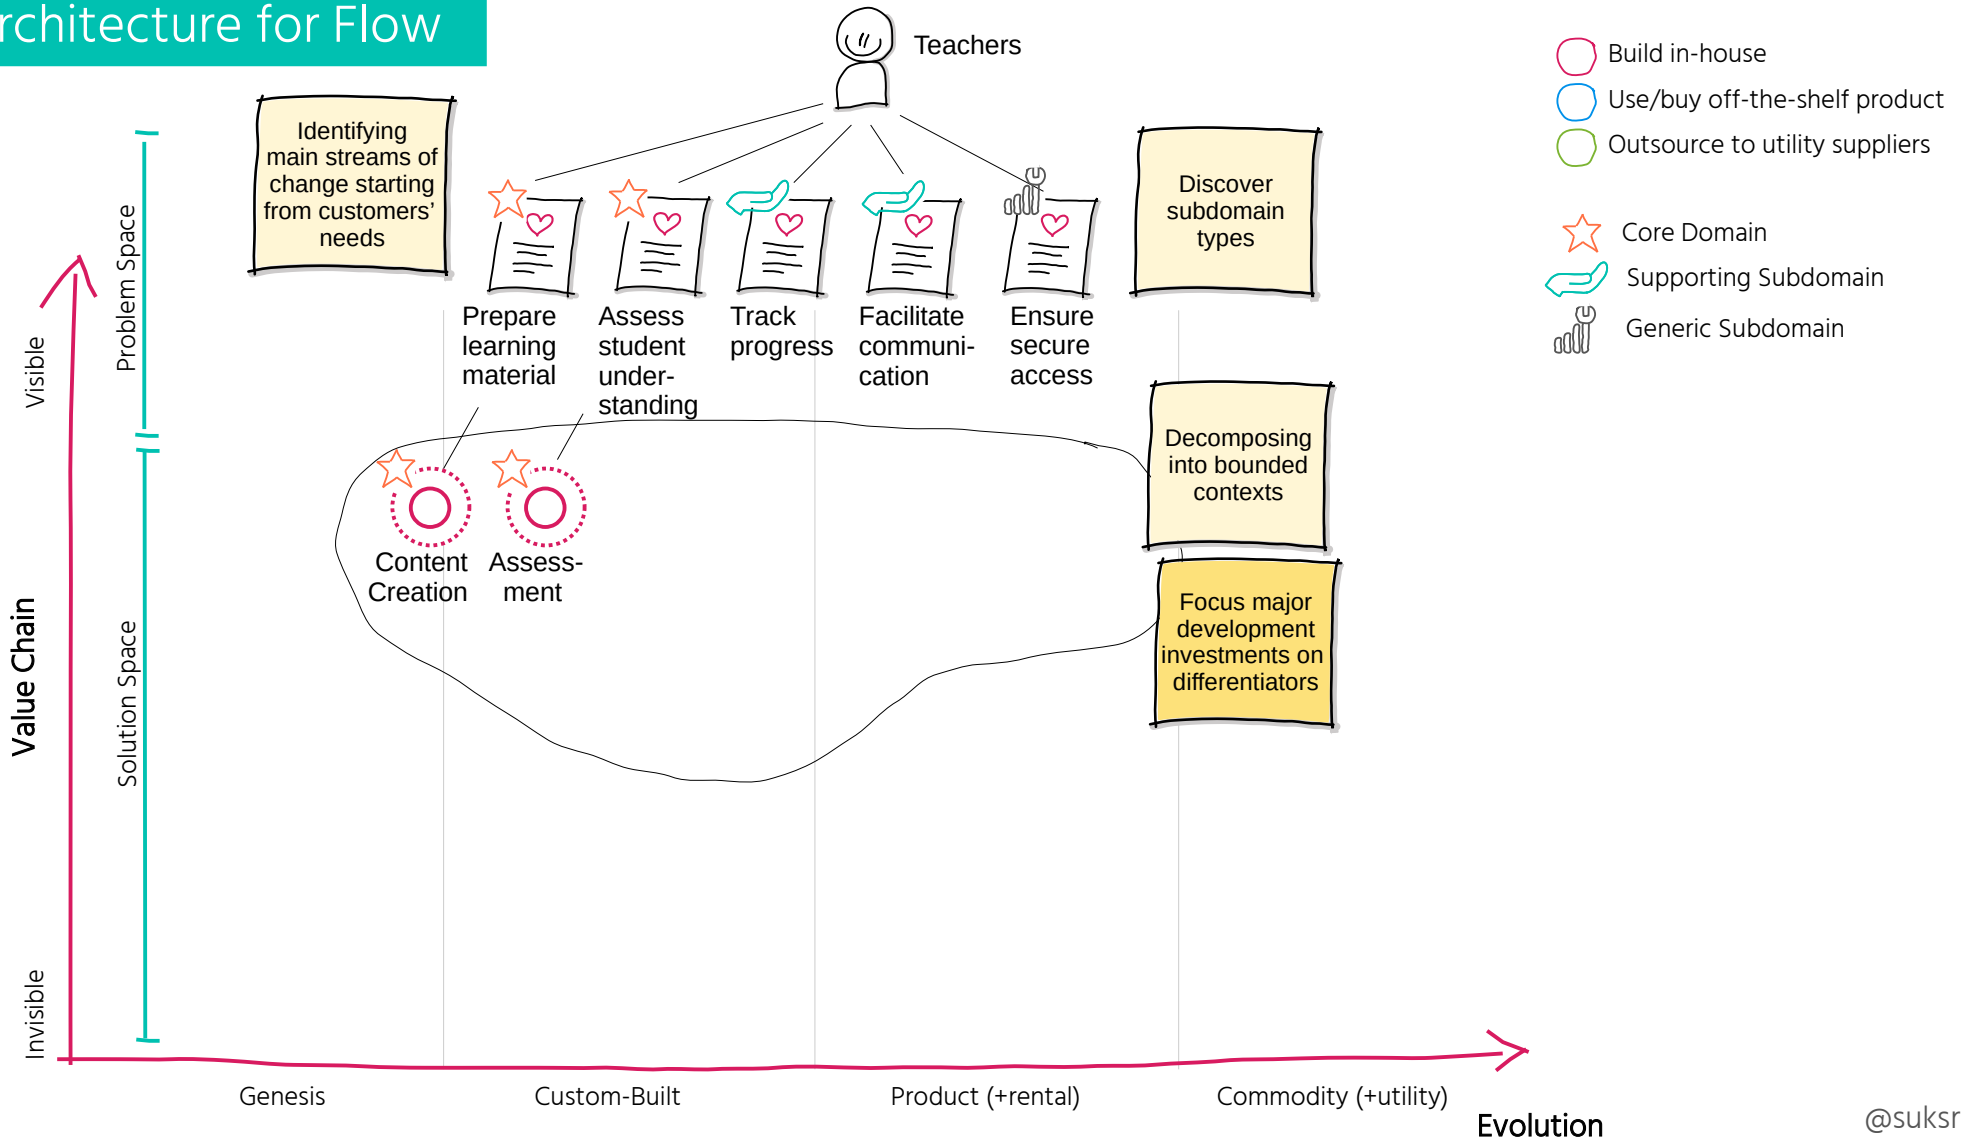 rchitecture for Flow
Teachers
Build in-house
Use/buy off-the-shelf product
Outsource to utility suppliers
Core Domain
Supporting Subdomain
Generic Subdomain
Identifying
main streams of
change starting
from customers’
needs
Discover
subdomain
types
Prepare
learning
material
Assess
student
under-
standing
Track
progress
Facilitate
communi-
cation
Ensure
secure
access
Decomposing
into bounded
contexts
Focus major
development
investments on
differentiators
Content
Creation
Assess-
ment
Problem Space
Solution Space
Visible
Value Chain
Invisible
Genesis
Custom-Built
Product (+rental)
Commodity (+utility)
Evolution
@suksr